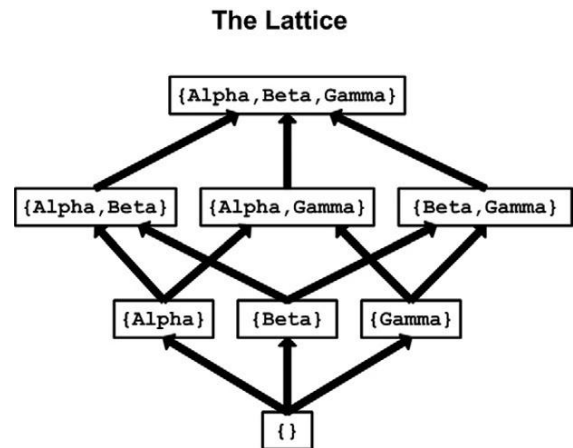 The Lattice
{Alpha,Beta,Gamma}
{Alpha,Beta}
{Alpha,Gamma}
{Beta,Gamma}
{Alpha}
{Beta}
{Gamma}
{}